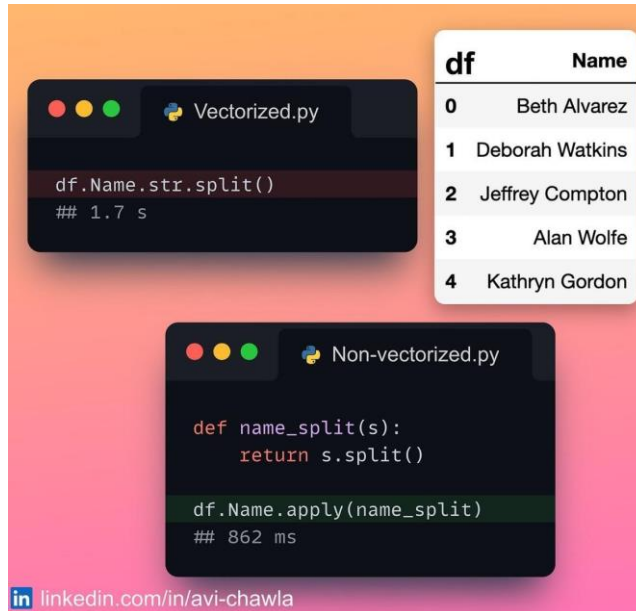 df Name
0 Beth Alvarez
1 Deborah Watkins
2 Jeffrey Compton
3 Alan Wolfe
4 Kathryn Gordon
Vectorized.py
df.Name.str.split()
## 1.7 s
Non-vectorized.py
def name_split(s):
    return s.split()
df.Name.apply(name_split)
## 862 ms
in linkedin.com/in/avi-chawla